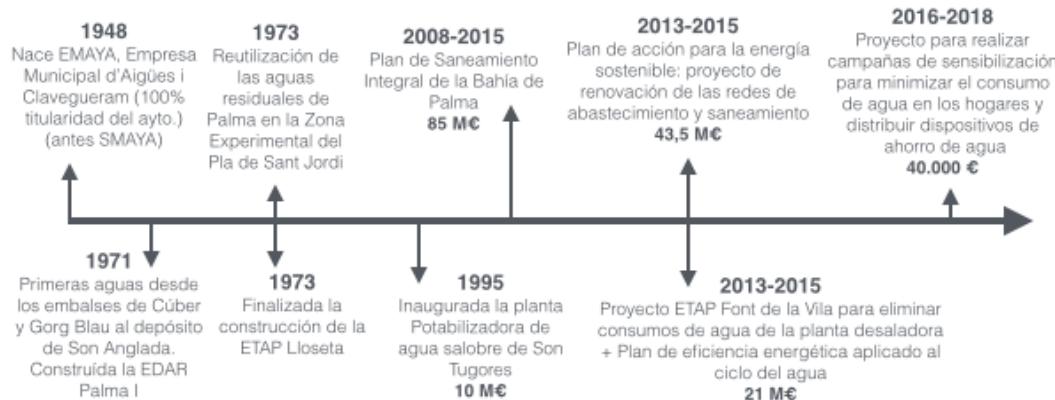 1948
Nace EMAYA, Empresa
Municipal d'Aigües i
Clavegueram (100%
titularidad del ayto.)
(antes SMAYA)
1973
Reutilización de
las aguas
residuales de
Palma en la Zona
Experimental del
Pla de Sant Jordi
2008-2015
Plan de Saneamiento
Integral de la Bahía de
Palma
85 M€
2013-2015
Plan de acción para la energía
sostenible: proyecto de
renovación de las redes de
abastecimiento y saneamiento
43,5 M€
2016-2018
Proyecto para realizar
campañas de sensibilización
para minimizar el consumo
de agua en los hogares y
distribuir dispositivos de
ahorro de agua
40.000 €
1971
Primeras aguas desde
los embalses de Cúber
y Gorg Blau al depósito
de Son Anglada.
Construída la EDAR
Palma I
1973
Finalizada la
construcción de la
ETAP Lloseta
1995
Inaugurada la planta
Potabilizadora de
agua salobre de Son
Tugores
10 M€
2013-2015
Proyecto ETAP Font de la Vila para eliminar
consumos de agua de la planta desaladora
+ Plan de eficiencia energética aplicado al
ciclo del agua
21 M€